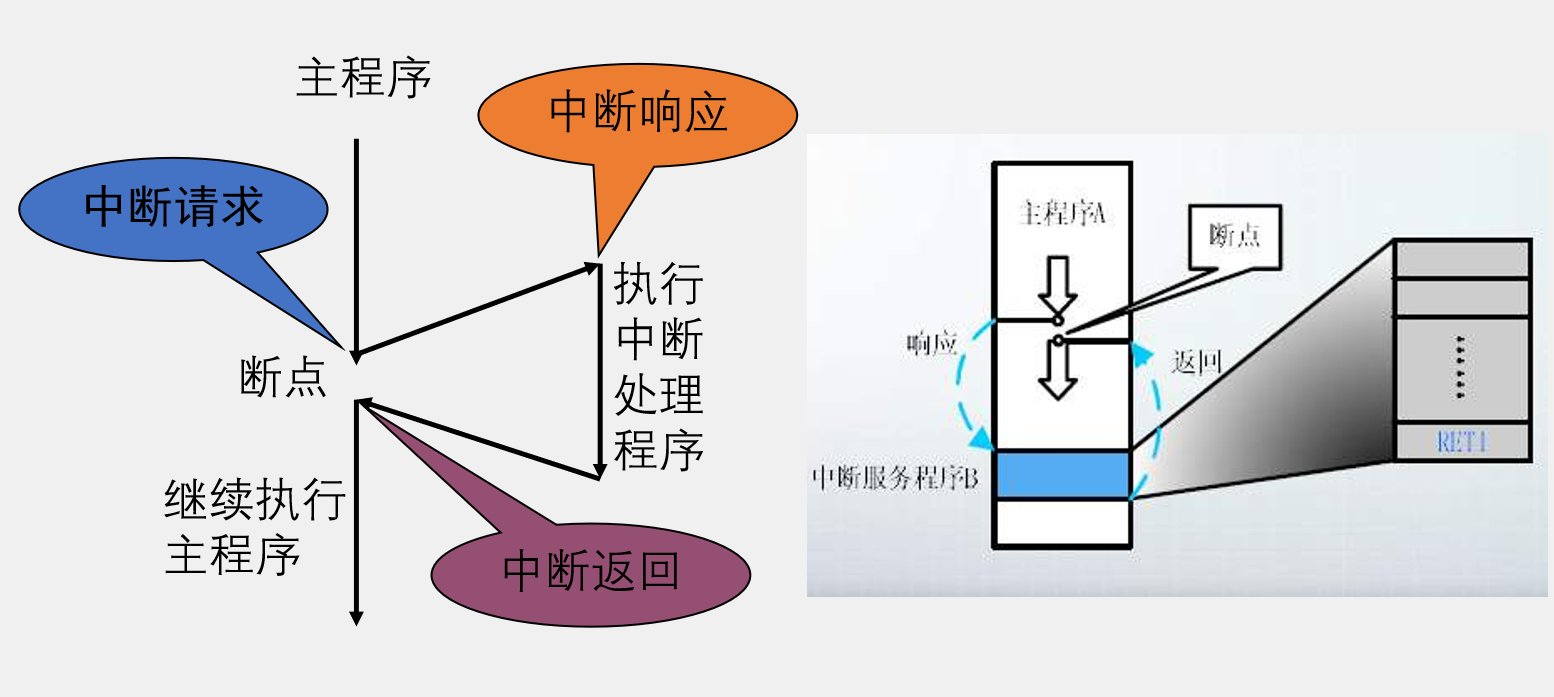 主程序
中断响应
中断请求
执行
中断
处理
程序
断点
继续执行
主程序
中断返回
主程序A
断点
响应
返回
中断服务程序B
RETI